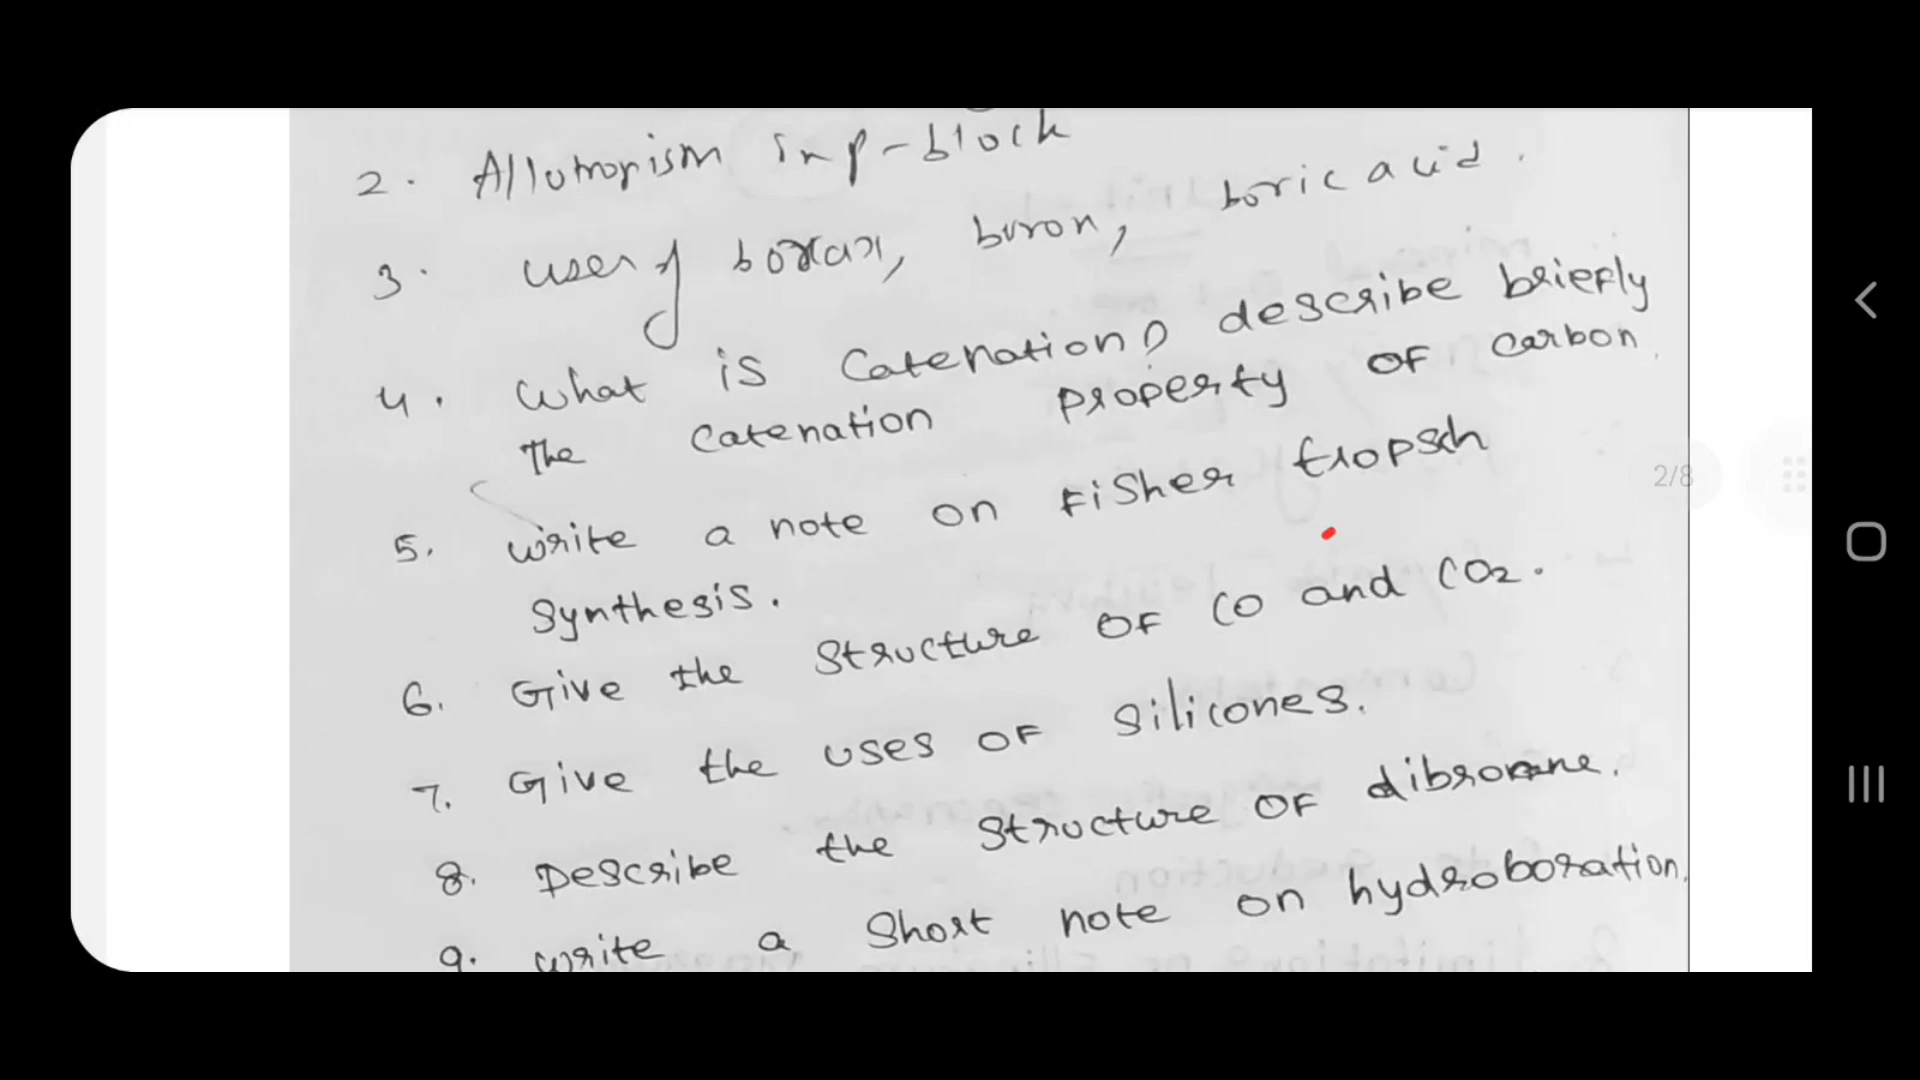 2. Allotropism in p-block
3. uses of borax, boron, boric acid.
4. What is Catenation? describe briefly
The Catenation property of carbon.
5. write a note on Fisher tropsch
Synthesis.
6. Give the Structure of CO and CO2.
7. Give the uses of Silicones.
8. Describe the Structure of diborane.
9. write a Short note on hydroboration.
2/8